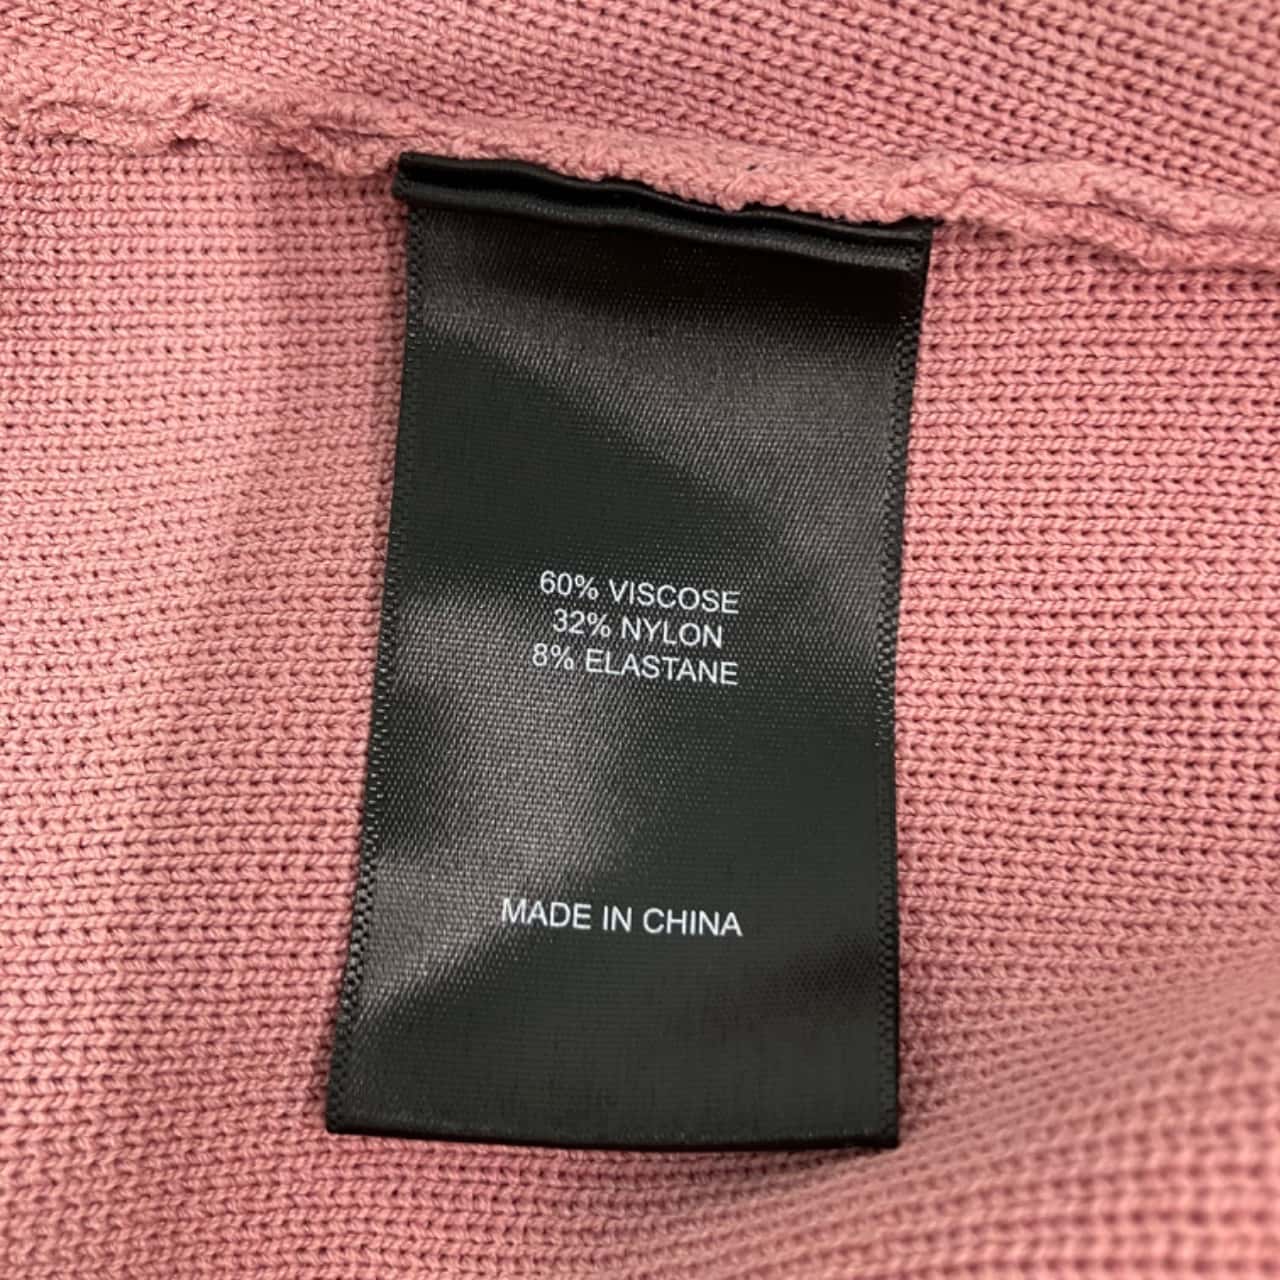 60% VISCOSE
32% NYLON
8% ELASTANE
MADE IN CHINA